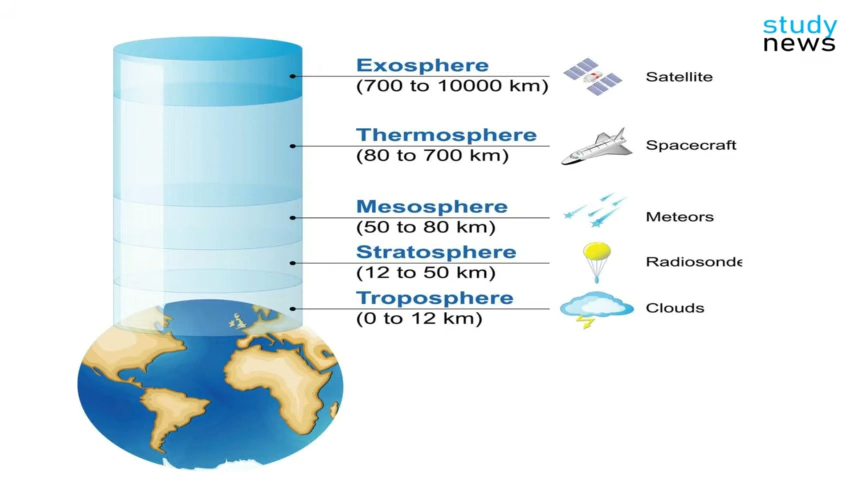 study
news
Exosphere
(700 to 10000 km)
Satellite
Thermosphere
(80 to 700 km)
Spacecraft
Mesosphere
(50 to 80 km)
Meteors
Stratosphere
(12 to 50 km)
Radiosonde
Troposphere
(0 to 12 km)
Clouds